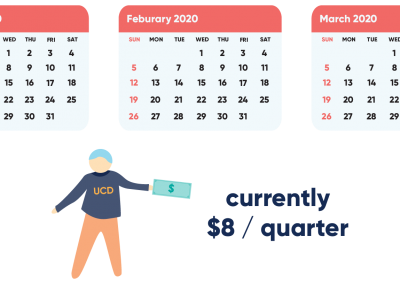 0
Feburary 2020
March 2020
WED THU FRI SAT
SUN MON TUE WED THU FRI SAT
SUN MON TUE WED
1 2 3 4
1 2 3 4
1
8 8 9 10 11
5 6 7 8 8 9 10 11
5 6 7 8
15 16 17 18
12 13 14 15 16 17 18
12 13 14 15
22 23 24 25
19 20 21 22 23 24 25
19 20 21 22
29 30 31
26 27 28 29 30 31
26 27 28 29
UCD
$
currently
$8 / quarter